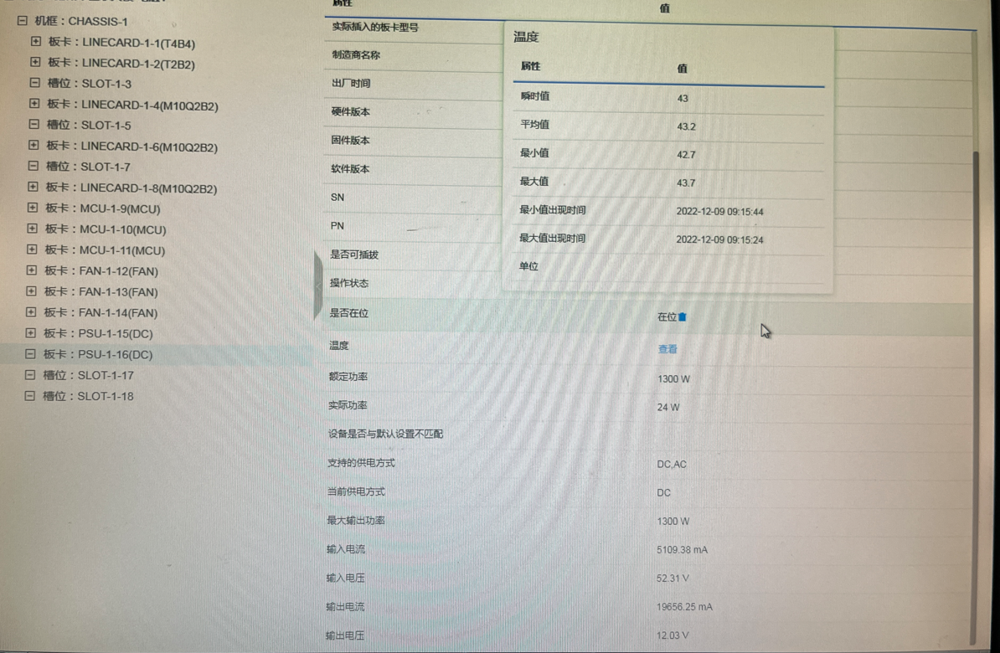 机框：CHASSIS-1
板卡：LINECARD-1-1(T4B4)
板卡：LINECARD-1-2(T2B2)
槽位：SLOT-1-3
板卡：LINECARD-1-4(M10Q2B2)
槽位：SLOT-1-5
板卡：LINECARD-1-6(M10Q2B2)
槽位：SLOT-1-7
板卡：LINECARD-1-8(M10Q2B2)
板卡：MCU-1-9(MCU)
板卡：MCU-1-10(MCU)
板卡：MCU-1-11(MCU)
板卡：FAN-1-12(FAN)
板卡：FAN-1-13(FAN)
板卡：FAN-1-14(FAN)
板卡：PSU-1-15(DC)
板卡：PSU-1-16(DC)
槽位：SLOT-1-17
槽位：SLOT-1-18
属性 值
实际插入的板卡型号
制造商名称
出厂时间
硬件版本
固件版本
软件版本
SN
PN
是否可插拔
操作状态
是否在位 在位
温度 查看
额定功率 1300 W
实际功率 24 W
设备是否与默认设置不匹配
支持的供电方式 DC,AC
当前供电方式 DC
最大输出功率 1300 W
输入电流 5109.38 mA
输入电压 52.31 V
输出电流 19656.25 mA
输出电压 12.03 V
温度
属性 值
瞬时值 43
平均值 43.2
最小值 42.7
最大值 43.7
最小值出现时间 2022-12-09 09:15:44
最大值出现时间 2022-12-09 09:15:24
单位